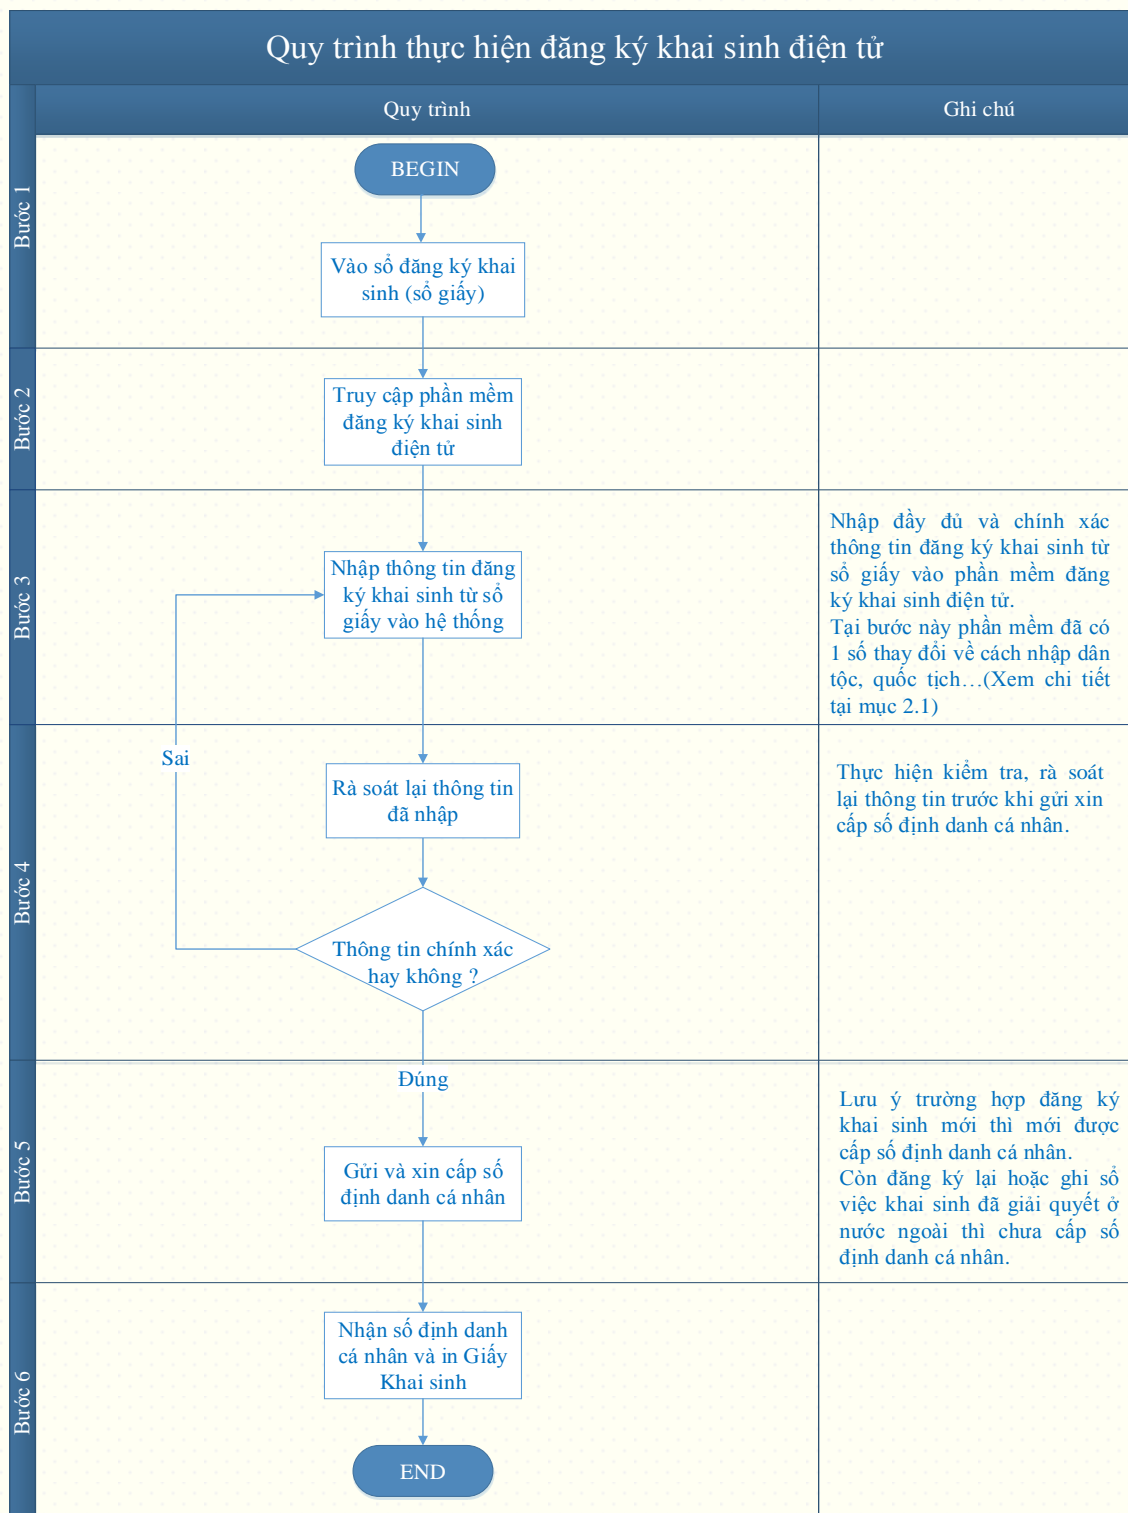 Quy trình thực hiện đăng ký khai sinh điện tử
Quy trình
Ghi chú
Bước 1
BEGIN
Vào sổ đăng ký khai
sinh (sổ giấy)
Bước 2
Truy cập phần mềm
đăng ký khai sinh
điện tử
Bước 3
Nhập thông tin đăng
ký khai sinh từ sổ
giấy vào hệ thống
Nhập đầy đủ và chính xác
thông tin đăng ký khai sinh từ
sổ giấy vào phần mềm đăng
ký khai sinh điện tử.
Tại bước này phần mềm đã có
1 số thay đổi về cách nhập dân
tộc, quốc tịch…(Xem chi tiết
tại mục 2.1)
Bước 4
Sai
Rà soát lại thông tin
đã nhập
Thông tin chính xác
hay không ?
Thực hiện kiểm tra, rà soát
lại thông tin trước khi gửi xin
cấp số định danh cá nhân.
Bước 5
Đúng
Gửi và xin cấp số
định danh cá nhân
Lưu ý trường hợp đăng ký
khai sinh mới thì mới được
cấp số định danh cá nhân.
Còn đăng ký lại hoặc ghi sổ
việc khai sinh đã giải quyết ở
nước ngoài thì chưa cấp số
định danh cá nhân.
Bước 6
Nhận số định danh
cá nhân và in Giấy
Khai sinh
END